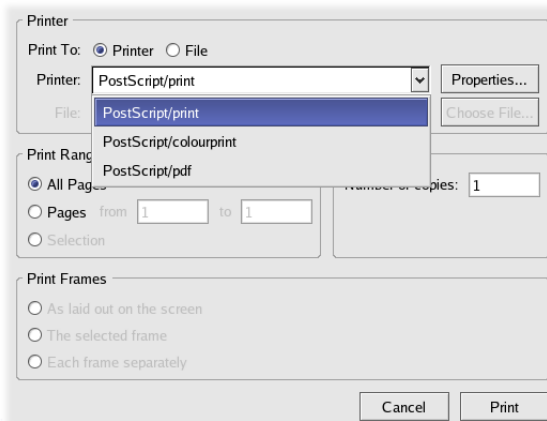 Printer
Print To: Printer File
Printer: PostScript/print Properties...
File: PostScript/print Choose File...
PostScript/colourprint
PostScript/pdf
Print Rang
All Pages Number of copies: 1
Pages from 1 to 1
Selection
Print Frames
As laid out on the screen
The selected frame
Each frame separately
Cancel Print